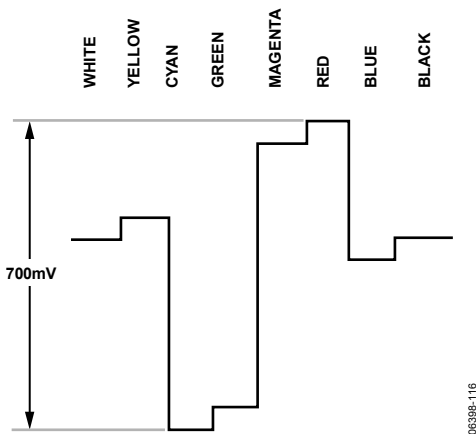 WHITE
YELLOW
CYAN
GREEN
MAGENTA
RED
BLUE
BLACK
700mV
06398-116